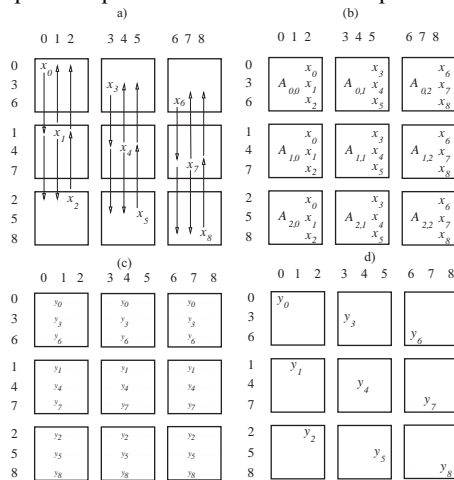 a)
0 1 2 3 4 5 6 7 8
0 x0 x3
3
6 x6
1 x1
4 x4
7 x7
2 x2
5 x5
8 x8
(b)
0 1 2 3 4 5 6 7 8
0 x0 x3 x6
3 A0,0 x1 A0,1 x4 A0,2 x7
6 x2 x5 x8
1 x0 x3 x6
4 A1,0 x1 A1,1 x4 A1,2 x7
7 x2 x5 x8
2 x0 x3 x6
5 A2,0 x1 A2,1 x4 A2,2 x7
8 x2 x5 x8
(c)
0 1 2 3 4 5 6 7 8
0 y0 y0 y0
3 y3 y3 y3
6 y6 y6 y6
1 y1 y1 y1
4 y4 y4 y4
7 y7 y7 y7
2 y2 y2 y2
5 y5 y5 y5
8 y8 y8 y8
d)
0 1 2 3 4 5 6 7 8
0 y0
3 y3
6 y6
1 y1
4 y4
7 y7
2 y2
5 y5
8 y8